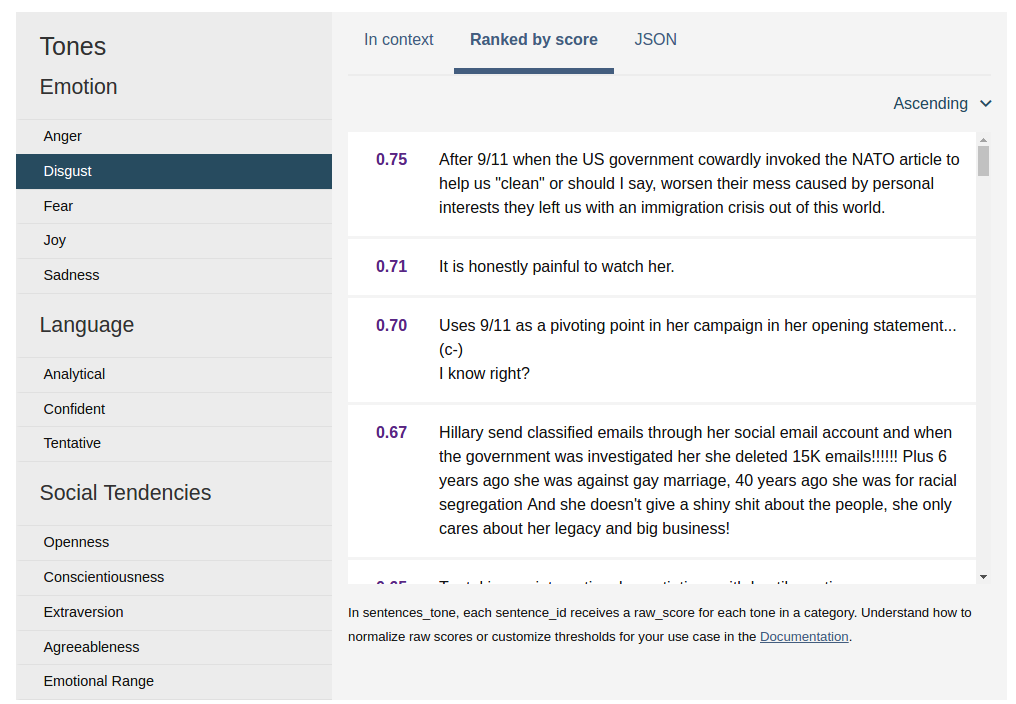 Tones
Emotion
Anger
Disgust
Fear
Joy
Sadness
Language
Analytical
Confident
Tentative
Social Tendencies
Openness
Conscientiousness
Extraversion
Agreeableness
Emotional Range
In context
Ranked by score
JSON
Ascending
0.75
After 9/11 when the US government cowardly invoked the NATO article to
help us "clean" or should I say, worsen their mess caused by personal
interests they left us with an immigration crisis out of this world.
0.71
It is honestly painful to watch her.
0.70
Uses 9/11 as a pivoting point in her campaign in her opening statement...
(c-)
I know right?
0.67
Hillary send classified emails through her social email account and when
the government was investigated her she deleted 15K emails!!!!!! Plus 6
years ago she was against gay marriage, 40 years ago she was for racial
segregation And she doesn't give a shiny shit about the people, she only
cares about her legacy and big business!
In sentences_tone, each sentence_id receives a raw_score for each tone in a category. Understand how to
normalize raw scores or customize thresholds for your use case in the Documentation.